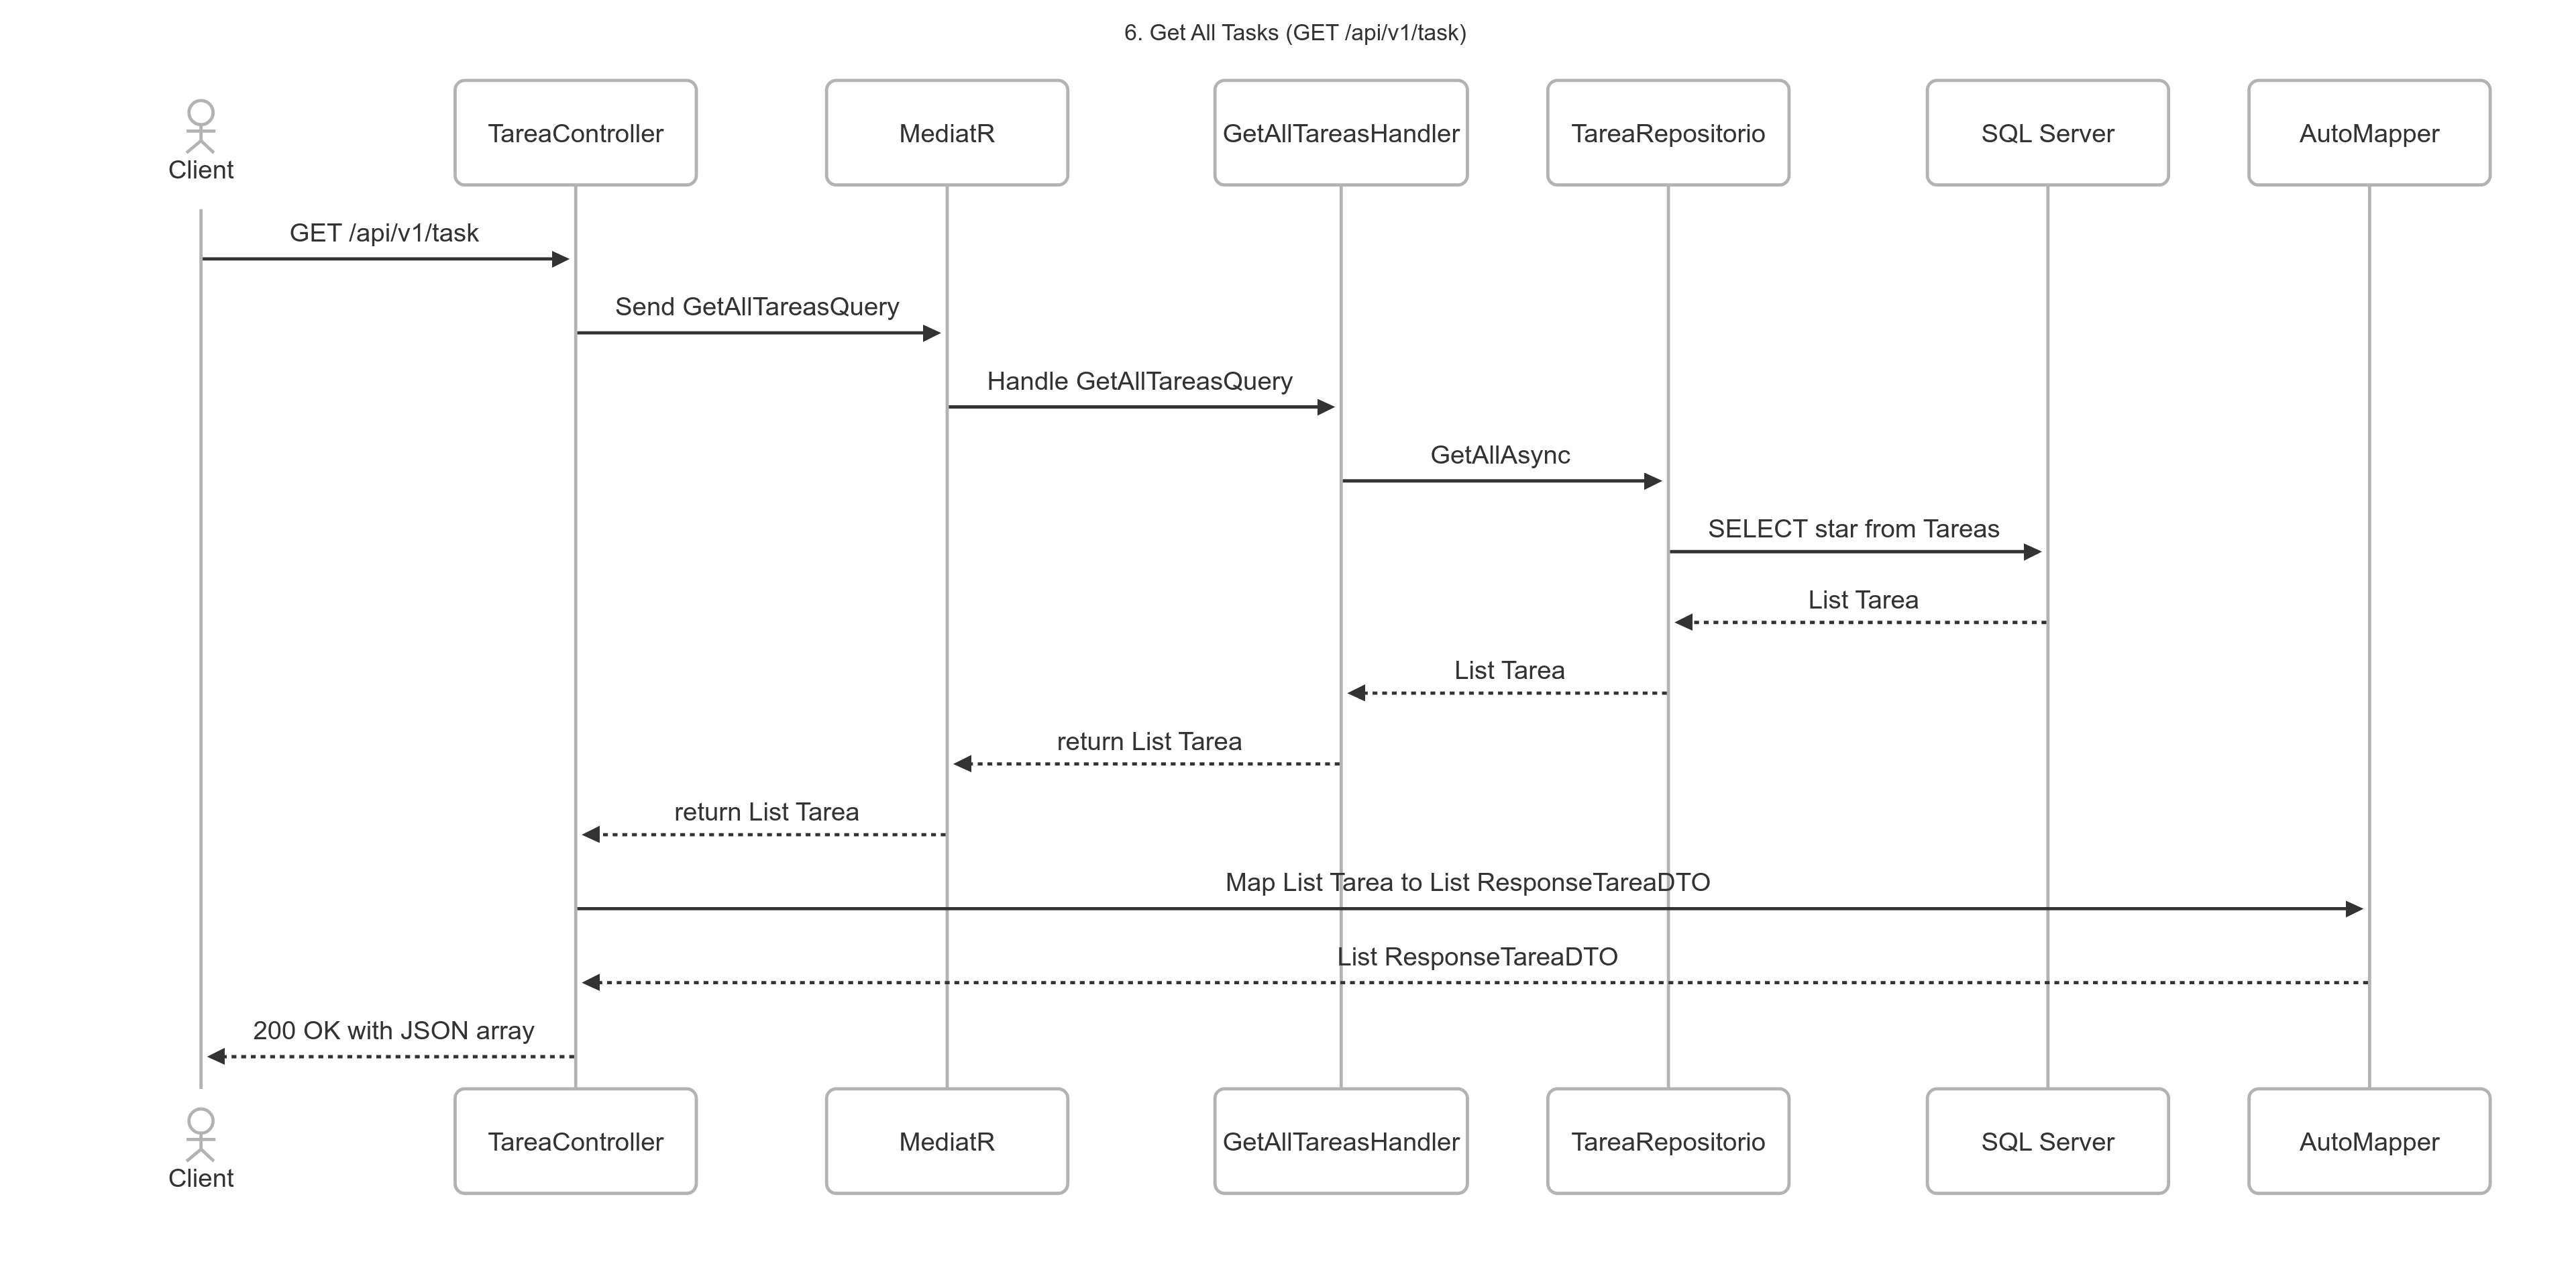 6. Get All Tasks (GET /api/v1/task)
Client
TareaController
MediatR
GetAllTareasHandler
TareaRepositorio
SQL Server
AutoMapper
GET /api/v1/task
Send GetAllTareasQuery
Handle GetAllTareasQuery
GetAllAsync
SELECT star from Tareas
List Tarea
List Tarea
return List Tarea
return List Tarea
Map List Tarea to List ResponseTareaDTO
List ResponseTareaDTO
200 OK with JSON array
Client
TareaController
MediatR
GetAllTareasHandler
TareaRepositorio
SQL Server
AutoMapper